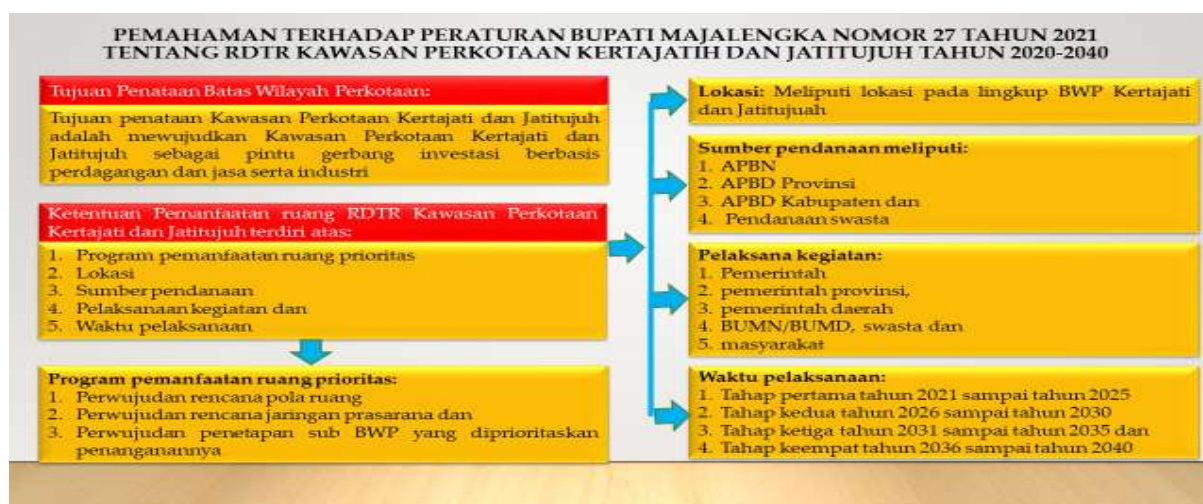 PEMAHAMAN TERHADAP PERATURAN BUPATI MAJALENGKA NOMOR 27 TAHUN 2021
TENTANG RDTR KAWASAN PERKOTAAN KERTAJATIH DAN JATITUJUH TAHUN 2020-2040
Tujuan Penataan Batas Wilayah Perkotaan:
Tujuan penataan Kawasan Perkotaan Kertajati dan Jatitujuh
adalah mewujudkan Kawasan Perkotaan Kertajati dan
Jatitujuh sebagai pintu gerbang investasi berbasis
perdagangan dan jasa serta industri
Ketentuan Pemanfaatan ruang RDTR Kawasan Perkotaan
Kertajati dan Jatitujuh terdiri atas:
1. Program pemanfaatan ruang prioritas
2. Lokasi
3. Sumber pendanaan
4. Pelaksanaan kegiatan dan
5. Waktu pelaksanaan
Program pemanfaatan ruang prioritas:
1. Perwujudan rencana pola ruang
2. Perwujudan rencana jaringan prasarana dan
3. Perwujudan penetapan sub BWP yang diprioritaskan
penanganannya
Lokasi: Meliputi lokasi pada lingkup BWP Kertajati
dan Jatitujuah
Sumber pendanaan meliputi:
1. APBN
2. APBD Provinsi
3. APBD Kabupaten dan
4. Pendanaan swasta
Pelaksana kegiatan:
1. Pemerintah
2. pemerintah provinsi,
3. pemerintah daerah
4. BUMN/BUMD, swasta dan
5. masyarakat
Waktu pelaksanaan:
1. Tahap pertama tahun 2021 sampai tahun 2025
2. Tahap kedua tahun 2026 sampai tahun 2030
3. Tahap ketiga tahun 2031 sampai tahun 2035 dan
4. Tahap keempat tahun 2036 sampai tahun 2040